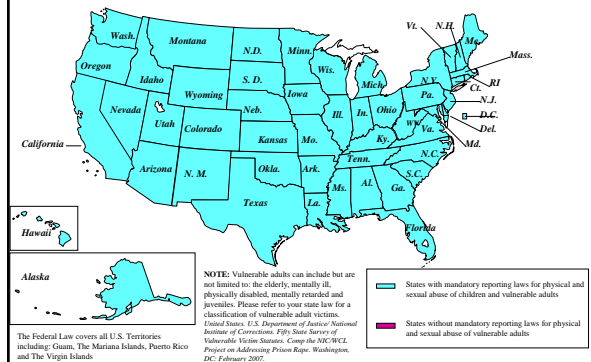 Vt.
N.H.
Me.
Wash.
Montana
N.D.
Minn.
Mass.
Oregon
Idaho
S. D.
Wis.
Mich.
N.Y.
RI
Ct.
Wyoming
Iowa
Pa.
N.J.
Nevada
Neb.
Ill.
In.
Ohio
D.C.
Utah
Colorado
WV
Va.
Del.
California
Kansas
Mo.
Ky.
Md.
Arizona
N. M.
Okla.
Ark.
Tenn.
N.C.
S.C.
Texas
Ms.
Al.
Ga.
La.
Florida
Hawaii
Alaska
NOTE: Vulnerable adults can include but are
not limited to: the elderly, mentally ill,
physically disabled, mentally retarded and
juveniles. Please refer to your state law for a
classification of vulnerable adult victims.
United States. U.S. Department of Justice/ National
Institute of Corrections. Fifty State Survey of
Vulnerable Victim Statutes. Comp the NIC/WCL
Project on Addressing Prison Rape. Washington,
DC: February 2007.
States with mandatory reporting laws for physical and
sexual abuse of children and vulnerable adults
States without mandatory reporting laws for physical
and sexual abuse of vulnerable adults
The Federal Law covers all U.S. Territories
including: Guam, The Mariana Islands, Puerto Rico
and The Virgin Islands